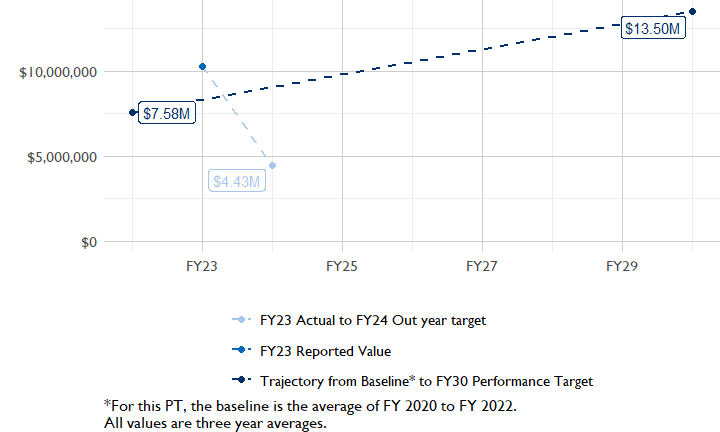 $13.50M
$10,000,000
$7.58M
$5,000,000
$4.43M
$0
FY23 FY25 FY27 FY29
FY23 Actual to FY24 Out year target
FY23 Reported Value
Trajectory from Baseline* to FY30 Performance Target
*For this PT, the baseline is the average of FY 2020 to FY 2022.
All values are three year averages.